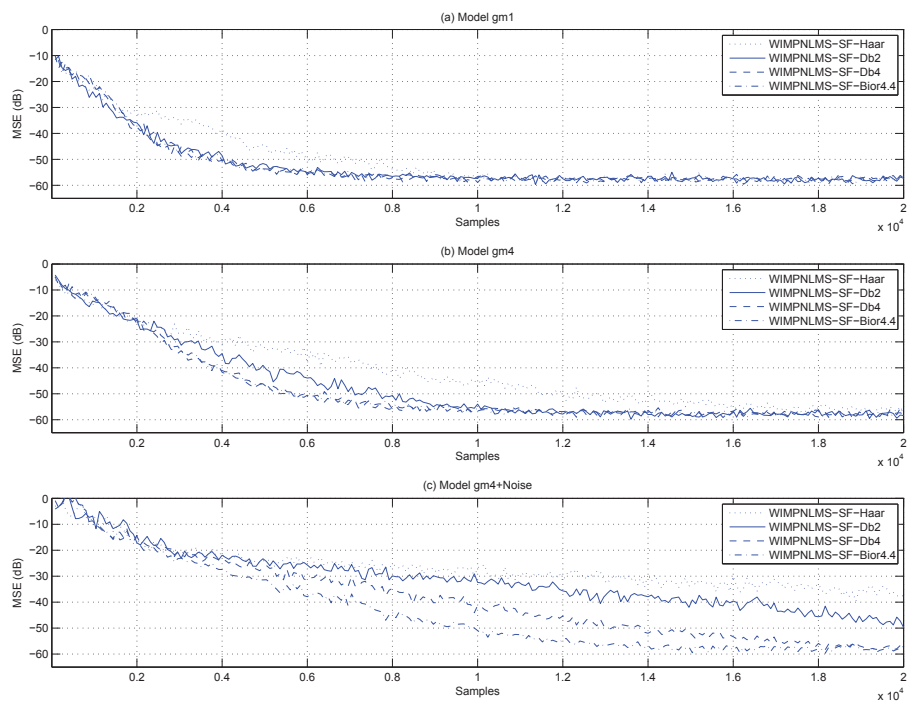 (a) Model gm1
0
−10
−20
−30
−40
−50
−60
MSE (dB)
WIMPNLMS−SF−Haar
WIMPNLMS−SF−Db2
WIMPNLMS−SF−Db4
WIMPNLMS−SF−Bior4.4
0.2 0.4 0.6 0.8 1 1.2 1.4 1.6 1.8 2
Samples
x 10^4
(b) Model gm4
0
−10
−20
−30
−40
−50
−60
MSE (dB)
WIMPNLMS−SF−Haar
WIMPNLMS−SF−Db2
WIMPNLMS−SF−Db4
WIMPNLMS−SF−Bior4.4
0.2 0.4 0.6 0.8 1 1.2 1.4 1.6 1.8 2
Samples
x 10^4
(c) Model gm4+Noise
0
−10
−20
−30
−40
−50
−60
MSE (dB)
WIMPNLMS−SF−Haar
WIMPNLMS−SF−Db2
WIMPNLMS−SF−Db4
WIMPNLMS−SF−Bior4.4
0.2 0.4 0.6 0.8 1 1.2 1.4 1.6 1.8 2
Samples
x 10^4